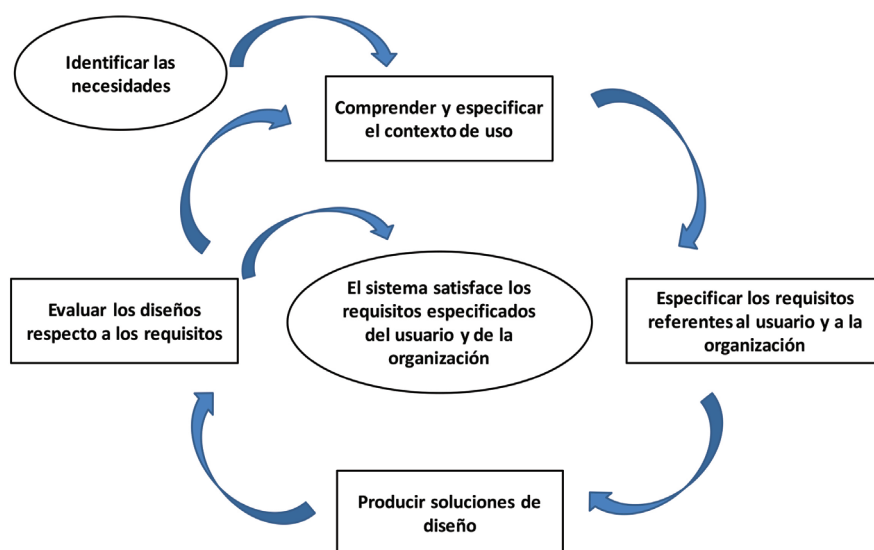 Identificar las
necesidades
Comprender y especificar
el contexto de uso
El sistema satisface los
requisitos especificados
del usuario y de la
organización
Evaluar los diseños
respecto a los requisitos
Especificar los requisitos
referentes al usuario y a la
organización
Producir soluciones de
diseño